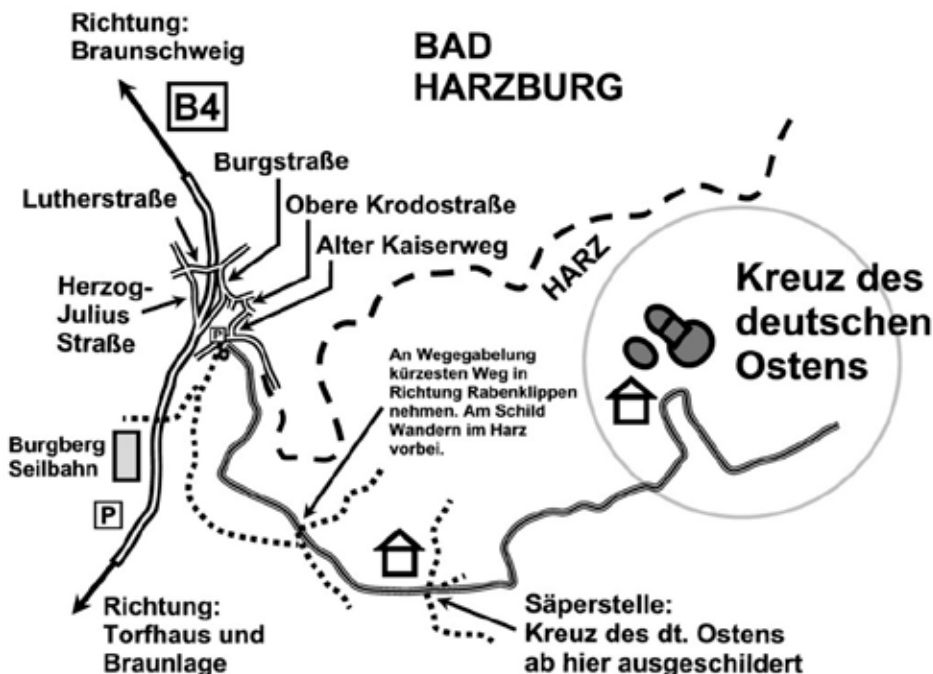 Richtung:
Braunschweig
B4
BAD
HARZBURG
Burgstraße
Lutherstraße
Obere Krodostraße
Alter Kaiserweg
Herzog-
Julius
Straße
P
HARZ
Kreuz des
deutschen
Ostens
An Wegegabelung
kürzesten Weg in
Richtung Rabenklippen
nehmen. Am Schild
Wandern im Harz
vorbei.
Burgberg
Seilbahn
P
Richtung:
Torfhaus und
Braunlage
Säperstelle:
Kreuz des dt. Ostens
ab hier ausgeschildert